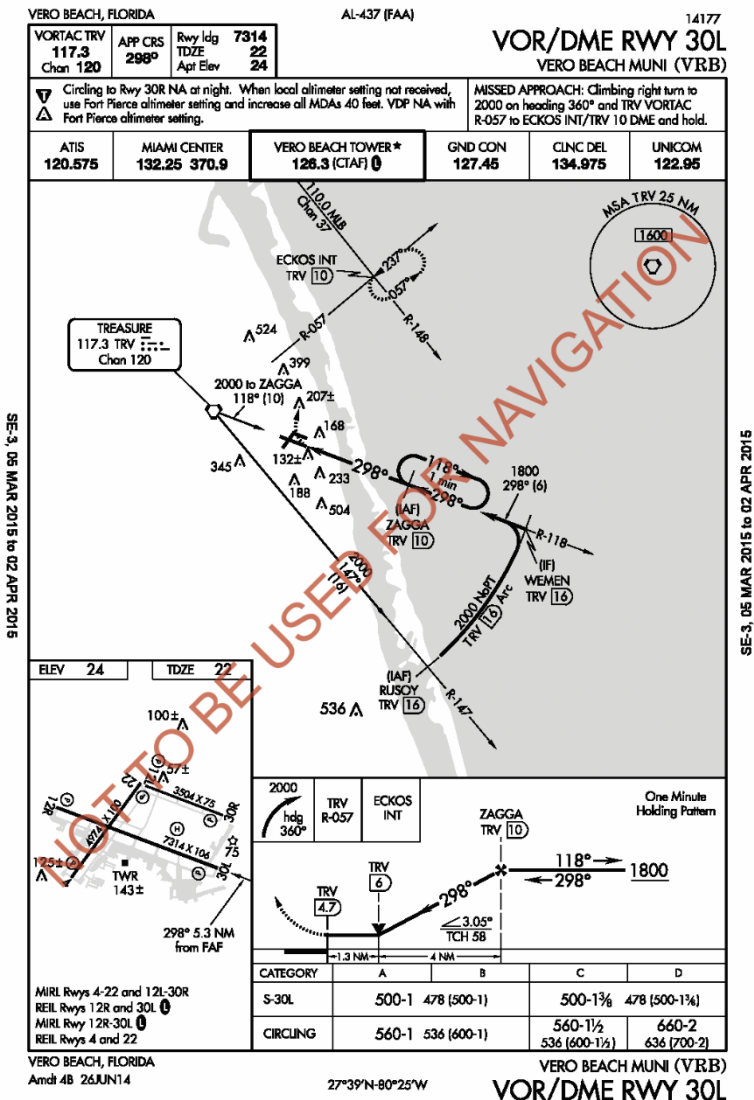 VERO BEACH, FLORIDA
AL-437 (FAA)
14177
VORTAC TRV
117.3
Chan 120
APP CRS
298°
Rwy ldg 7314
TDZE 22
Apt Elev 24
VOR/DME RWY 30L
VERO BEACH MUNI (VRB)
T
A
Circling to Rwy 30R NA at night. When local altimeter setting not received,
use Fort Pierce altimeter setting and increase all MDAs 40 feet. VDP NA with
Fort Pierce altimeter setting.
MISSED APPROACH: Climbing right turn to
2000 on heading 360° and TRV VORTAC
R-057 to ECKOS INT/TRV 10 DME and hold.
ATIS
120.575
MIAMI CENTER
132.25 370.9
VERO BEACH TOWER★
126.3 (CTAF) L
GND CON
127.45
CLNC DEL
134.975
UNICOM
122.95
110.0 MLB
Chan 37
MSA TRV 25 NM
1600
ECKOS INT
TRV 10
237°
057°
R-057
R-148
TREASURE
117.3 TRV
Chan 120
524
399
2000 to ZAGGA
118° (10)
207±
168
132±
345
233
188
504
298°
118°
1 min
298°
(IAF)
ZAGGA
TRV 10
1800
298° (6)
R-118
(IF)
WEMEN
TRV 16
2000
147°
(16)
2000 NoPT
TRV 16 Arc
(IAF)
RUSOY
TRV 16
R-147
536
NOT TO BE USED FOR NAVIGATION
SE-3, 05 MAR 2015 to 02 APR 2015
SE-3, 05 MAR 2015 to 02 APR 2015
ELEV 24
TDZE 22
100±
57±
22
12R
3504 X 75
30R
4974 X 100
7314 X 106
H
75
30L
125±
TWR
143±
298° 5.3 NM
from FAF
MIRL Rwys 4-22 and 12L-30R
REIL Rwys 12R and 30L L
MIRL Rwy 12R-30L L
REIL Rwys 4 and 22
2000
hdg
360°
TRV
R-057
ECKOS
INT
ZAGGA
TRV 10
One Minute
Holding Pattern
118°
298°
1800
TRV
6
TRV
4.7
298°
3.05°
TCH 58
1.3 NM
4 NM
CATEGORY A B C D
S-30L 500-1 478 (500-1) 500-1⅜ 478 (500-1⅜)
CIRCLING 560-1 536 (600-1) 560-1½ 536 (600-1½) 660-2 636 (700-2)
VERO BEACH, FLORIDA
Amdt 4B 26JUN14
27°39'N-80°25'W
VERO BEACH MUNI (VRB)
VOR/DME RWY 30L